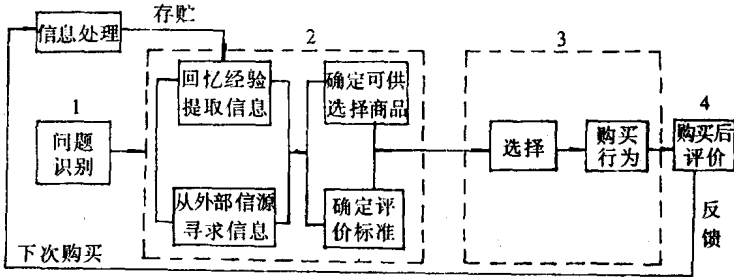 存贮
信息处理
2
3
回忆经验
提取信息
确定可供
选择商品
1
4
问题
识别
选择
购买
行为
购买后
评价
从外部信源
寻求信息
确定评
价标准
反
馈
下次购买